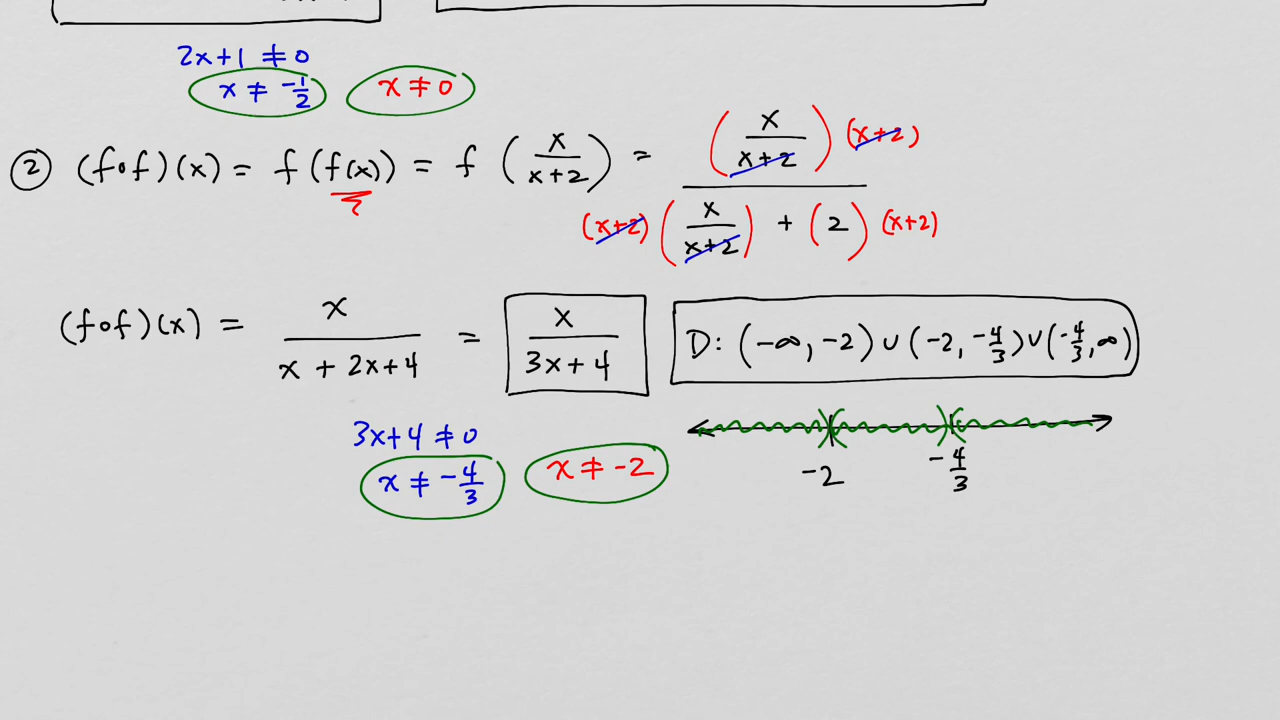 2x+1 ≠ 0
x ≠ -1/2 x ≠ 0
② (f∘f)(x) = f(f(x)) = f(x/(x+2)) = ((x/(x+2))(x+2))/((x+2)(x/(x+2)) + (2)(x+2))
(f∘f)(x) = x/(x + 2x+4) = x/(3x+4) D: (-∞, -2) ∪ (-2, -4/3) ∪ (-4/3, ∞)
3x+4 ≠ 0
x ≠ -4/3 x ≠ -2 -2 -4/3